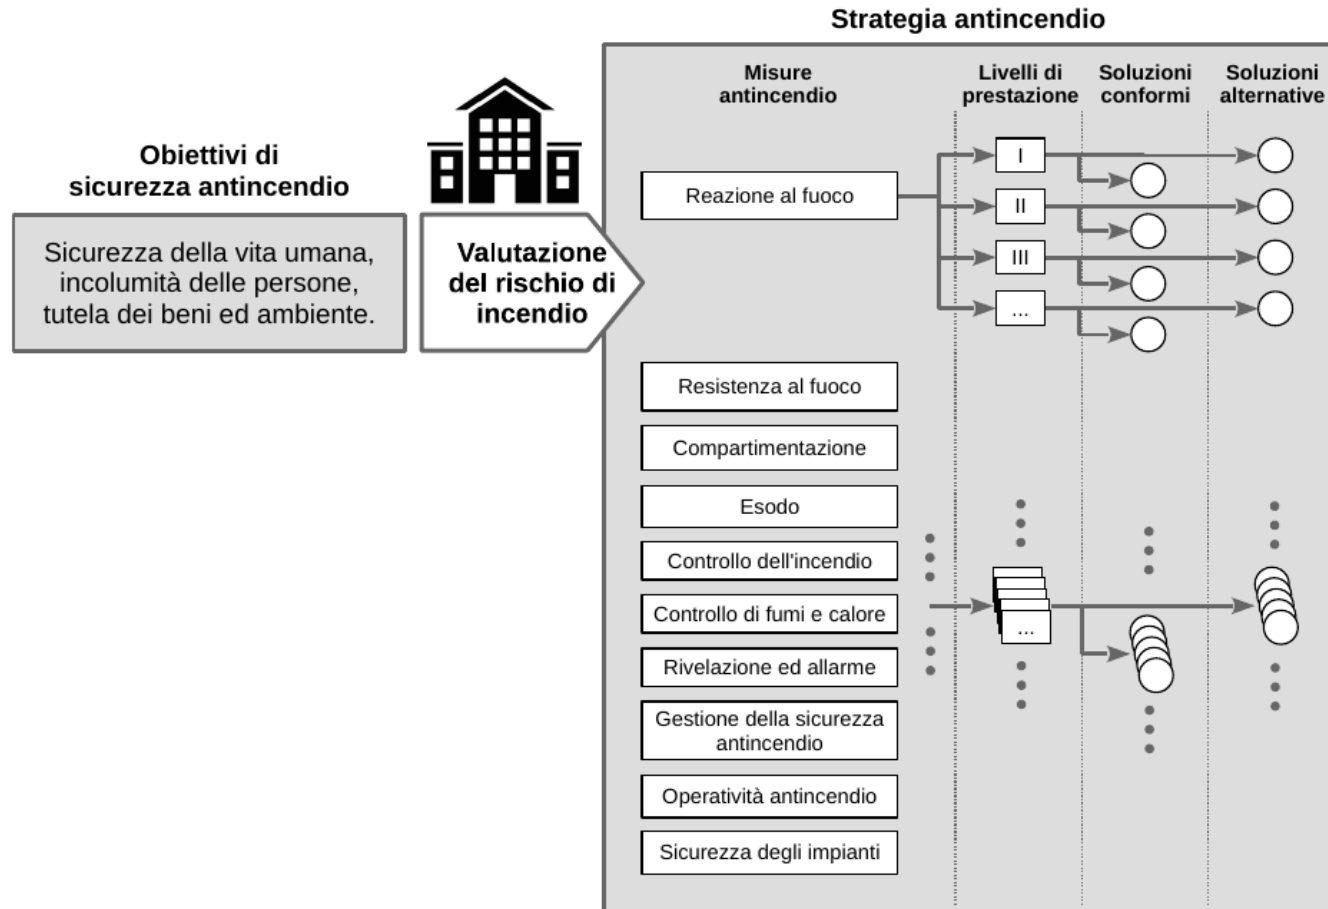 Strategia antincendio
Misure
antincendio
Livelli di
prestazione
Soluzioni
conformi
Soluzioni
alternative
Obiettivi di
sicurezza antincendio
Sicurezza della vita umana,
incolumità delle persone,
tutela dei beni ed ambiente.
Valutazione
del rischio di
incendio
Reazione al fuoco
I
II
III
...
Resistenza al fuoco
Compartimentazione
Esodo
Controllo dell'incendio
Controllo di fumi e calore
...
Rivelazione ed allarme
Gestione della sicurezza
antincendio
Operatività antincendio
Sicurezza degli impianti